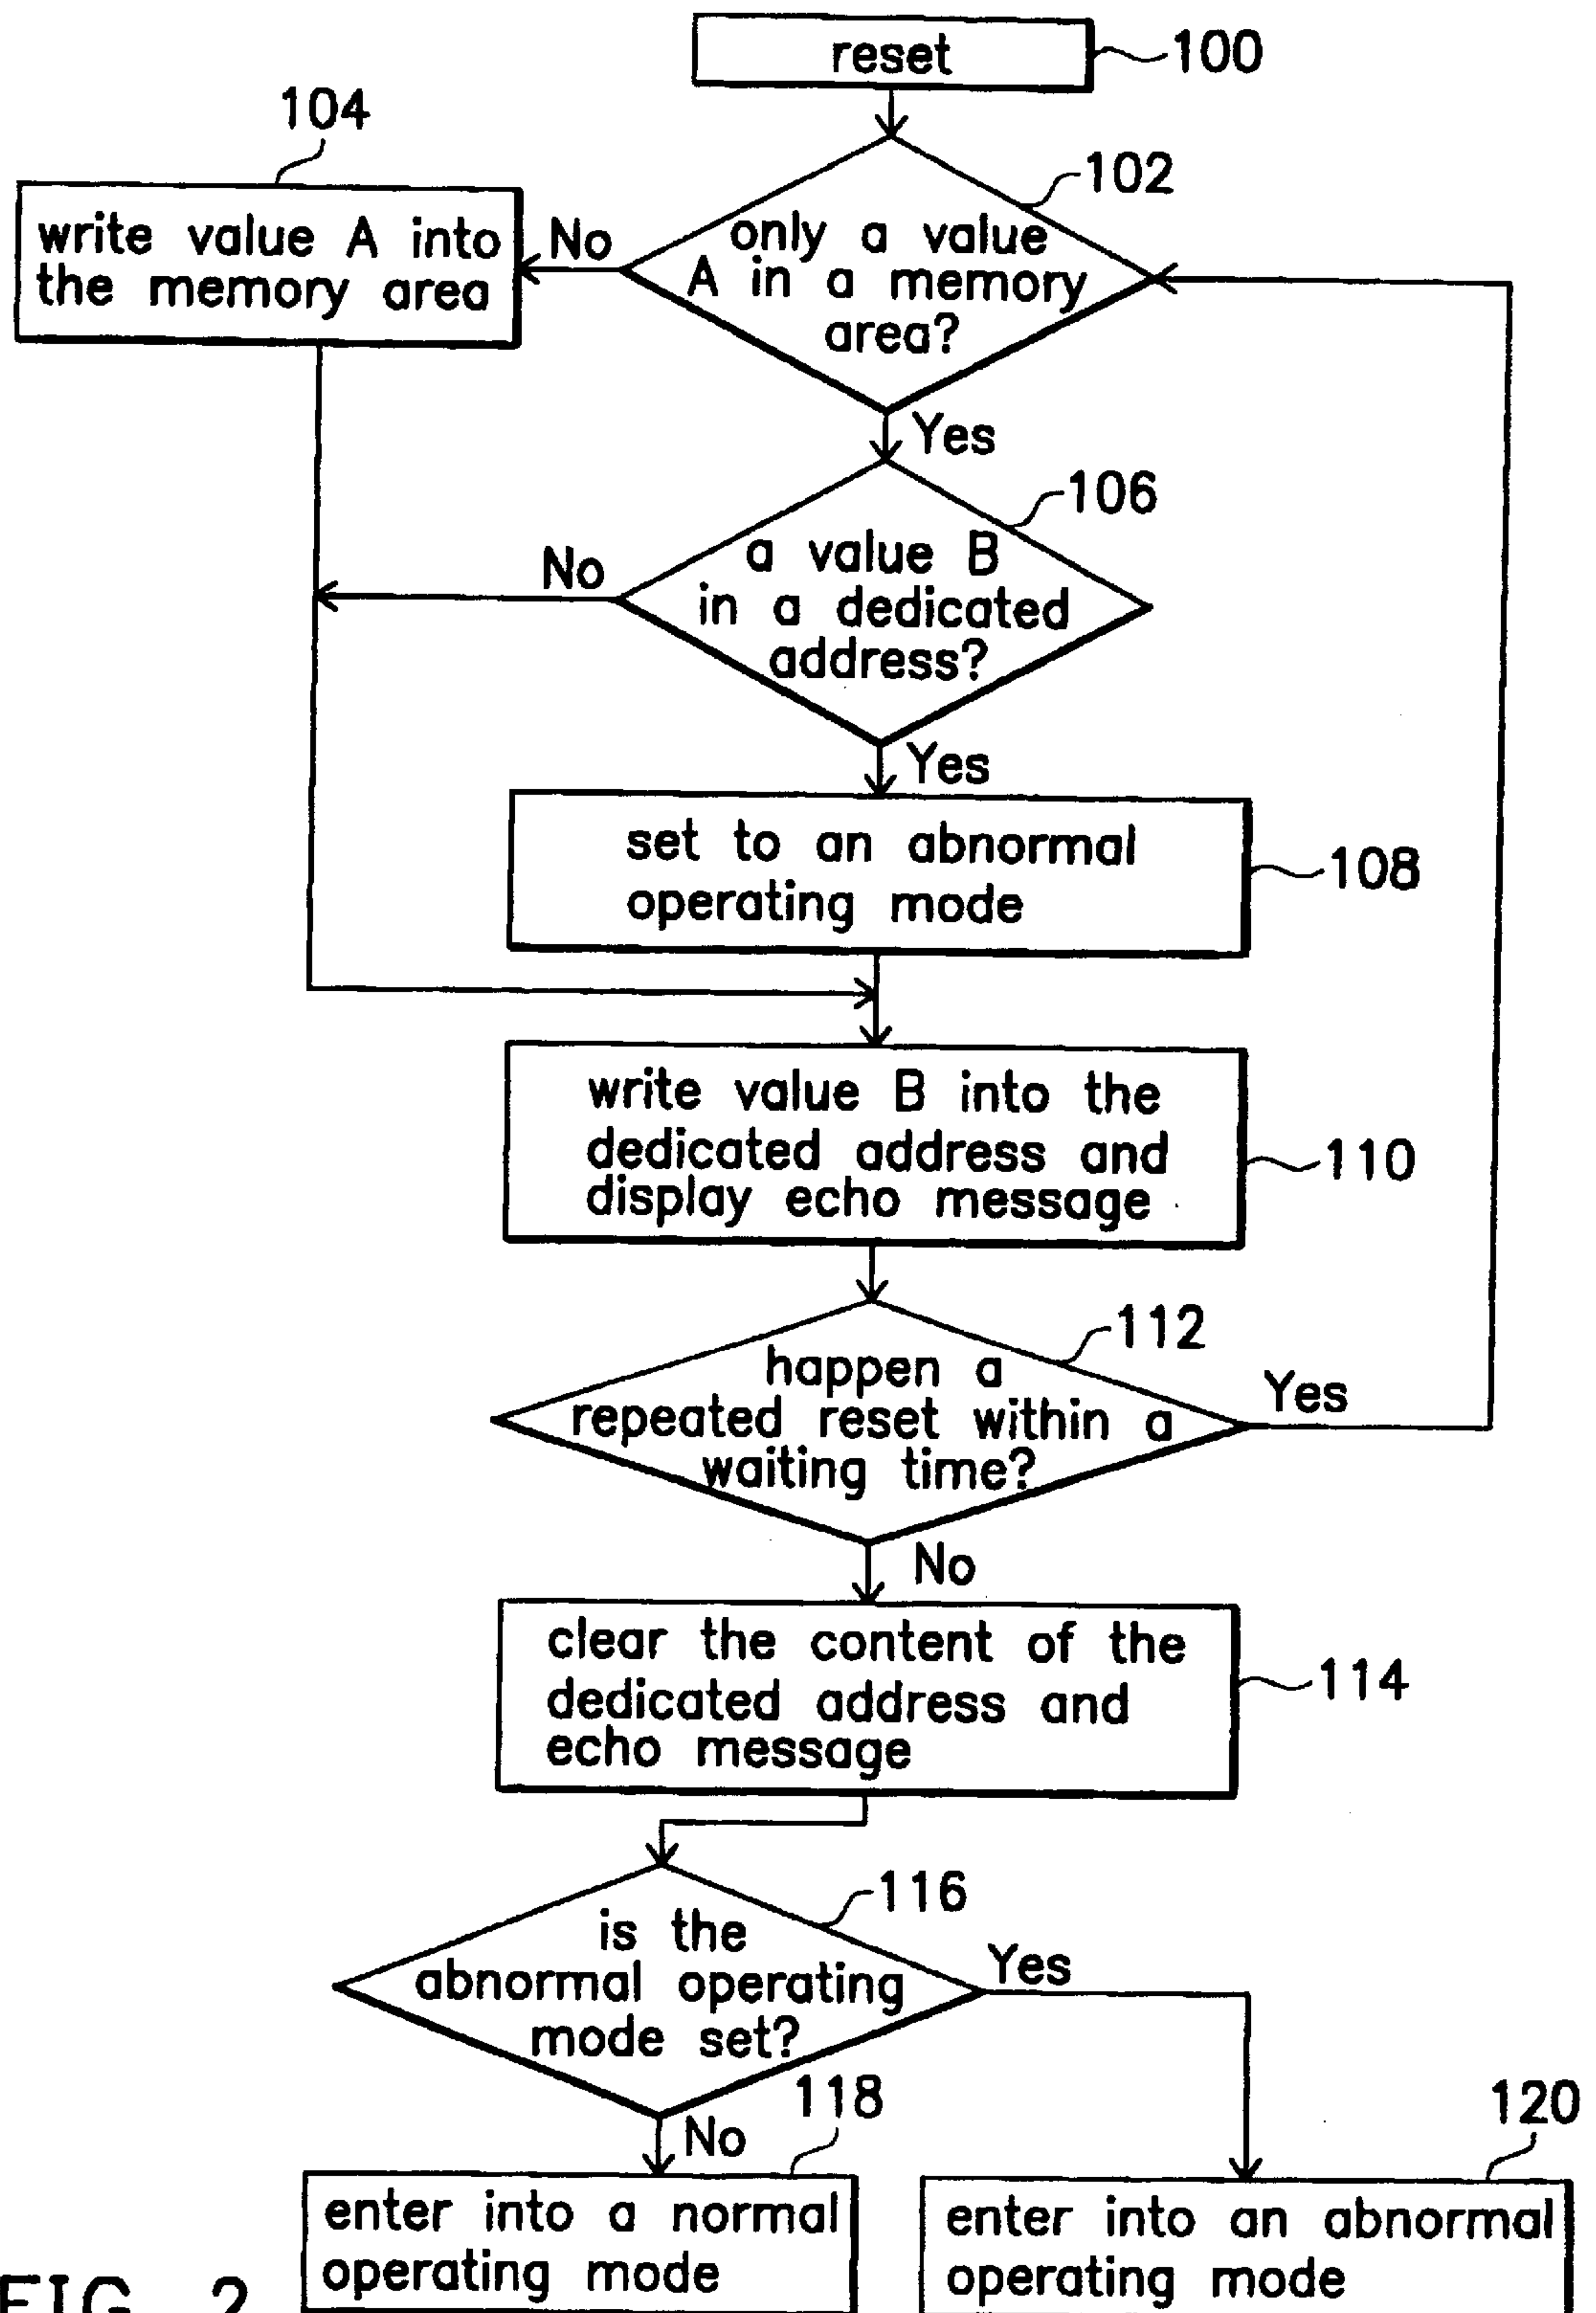 reset
100
104
102
write value A into
the memory area
No
only a value
A in a memory
area?
Yes
106
a value B
in a dedicated
address?
No
Yes
set to an abnormal
operating mode
108
write value B into the
dedicated address and
display echo message
110
112
happen a
repeated reset within a
waiting time?
Yes
No
clear the content of the
dedicated address and
echo message
114
116
is the
abnormal operating
mode set?
Yes
No
118
120
enter into a normal
operating mode
enter into an abnormal
operating mode
FIG. 2